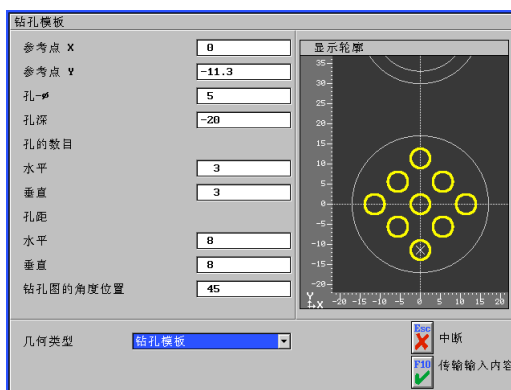 钻孔模板
参考点 X 0
参考点 Y -11.3
孔-ø 5
孔深 -20
孔的数目
水平 3
垂直 3
孔距
水平 8
垂直 8
钻孔图的角度位置 45
显示轮廓
35
30
25
20
15
10
5
0
-5
-10
-15
-20
Y
X
-20 -15 -10 -5 0 5 10 15 20
几何类型 钻孔模板
Esc 中断
F10 传输输入内容